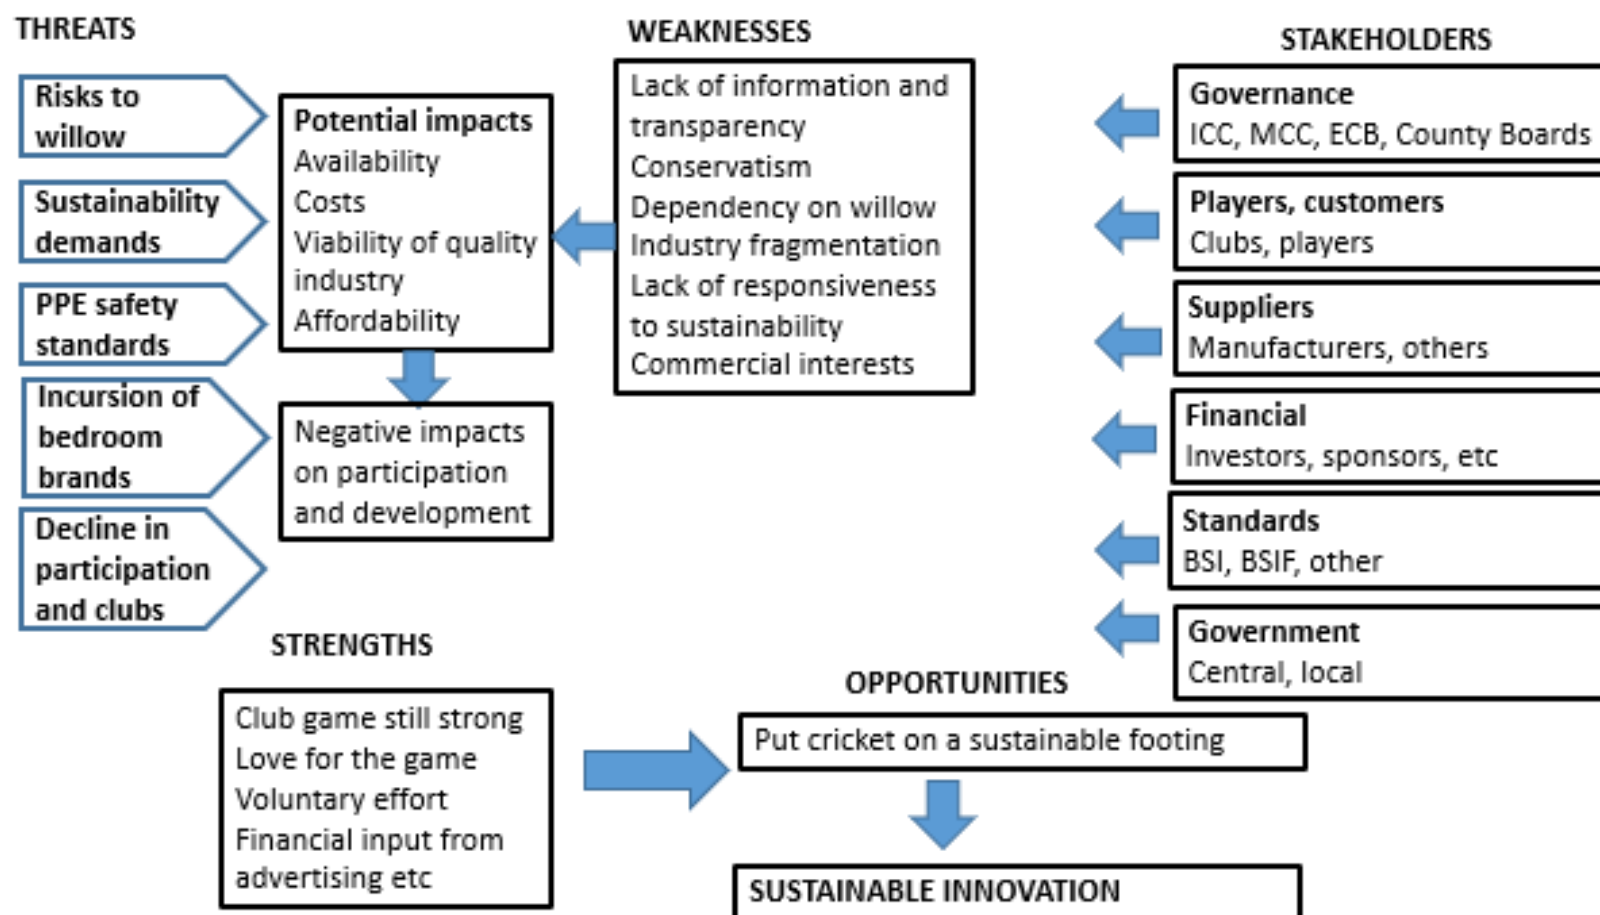 THREATS
Risks to
willow
Sustainability
demands
PPE safety
standards
Incursion of
bedroom
brands
Decline in
participation
and clubs
Potential impacts
Availability
Costs
Viability of quality
industry
Affordability
Negative impacts
on participation
and development
WEAKNESSES
Lack of information and
transparency
Conservatism
Dependency on willow
Industry fragmentation
Lack of responsiveness
to sustainability
Commercial interests
STAKEHOLDERS
Governance
ICC, MCC, ECB, County Boards
Players, customers
Clubs, players
Suppliers
Manufacturers, others
Financial
Investors, sponsors, etc
Standards
BSI, BSIF, other
Government
Central, local
STRENGTHS
Club game still strong
Love for the game
Voluntary effort
Financial input from
advertising etc
OPPORTUNITIES
Put cricket on a sustainable footing
SUSTAINABLE INNOVATION